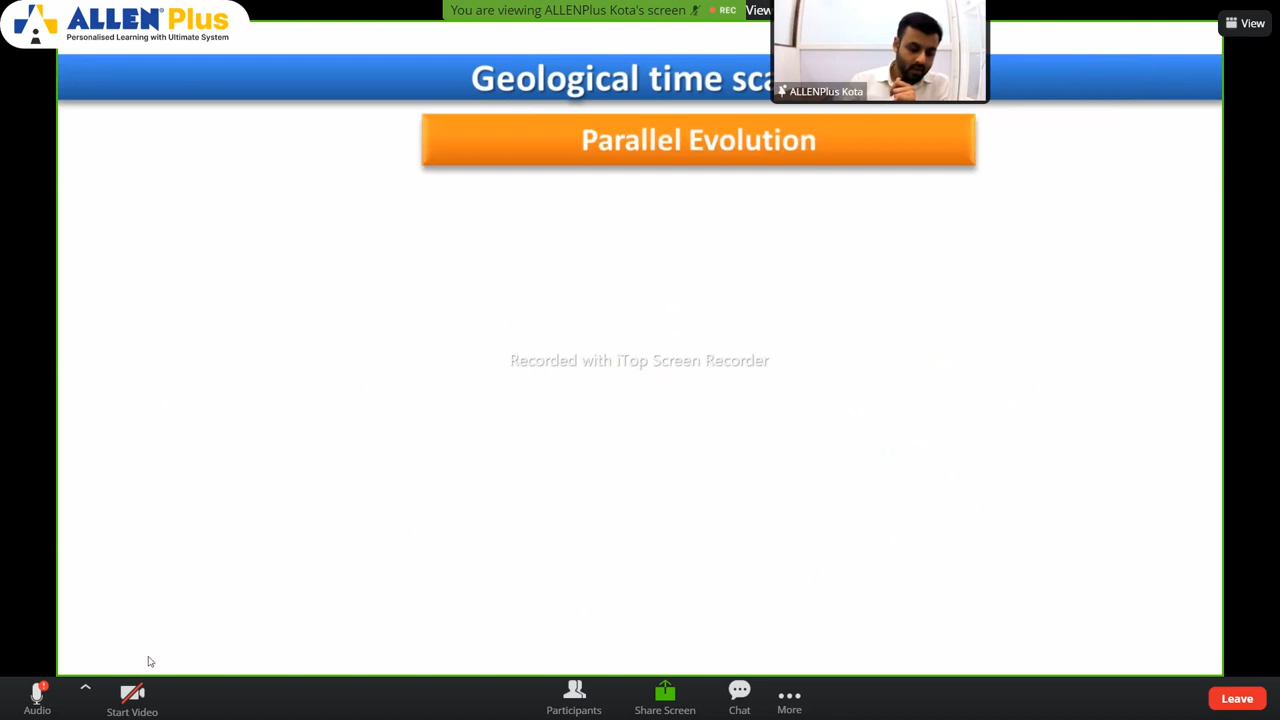 ALLEN Plus
Personalised Learning with Ultimate System
You are viewing ALLENPlus Kota's screen
REC
View
View
ALLENPlus Kota
Geological time
Parallel Evolution
Recorded with iTop Screen Recorder
Audio
Start Video
Participants
Share Screen
Chat
More
Leave